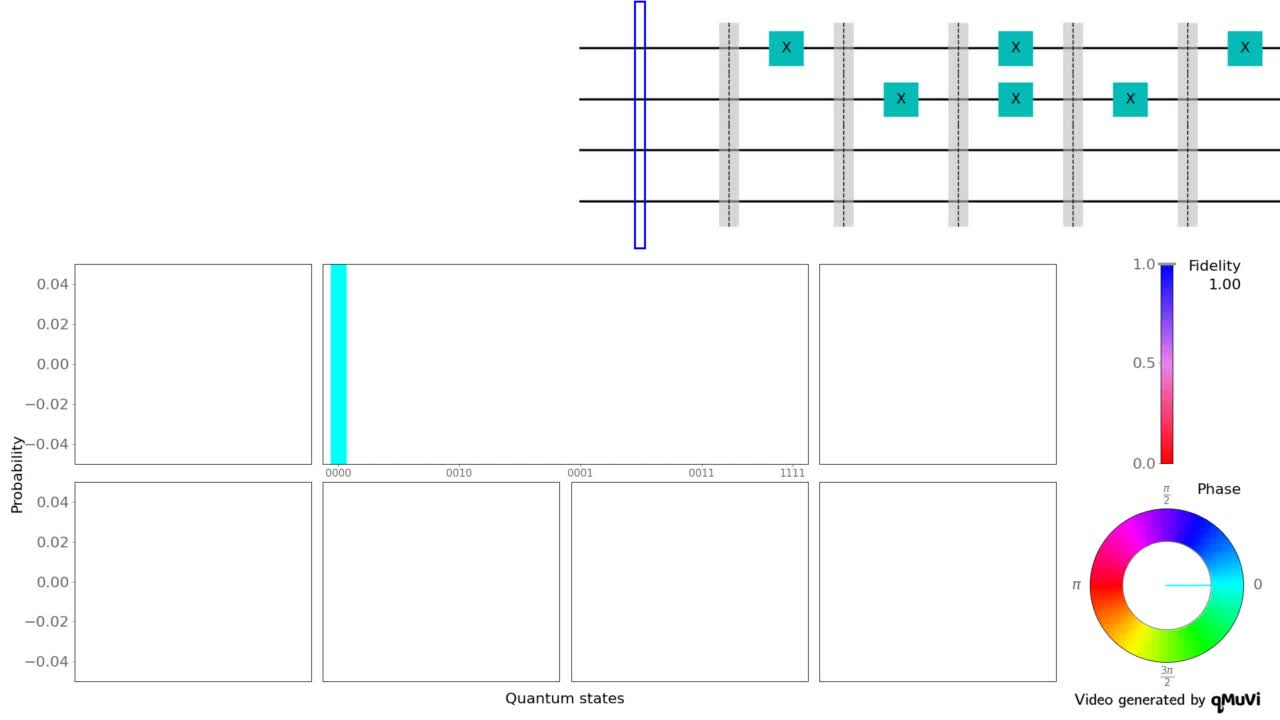 X X X
X X X
Probability
0.04
0.02
0.00
−0.02
−0.04
0000 0010 0001 0011 1111
0.04
0.02
0.00
−0.02
−0.04
Quantum states
Fidelity
1.00
1.0
0.5
0.0
Phase
π/2
π 0
3π/2
Video generated by qMuVi